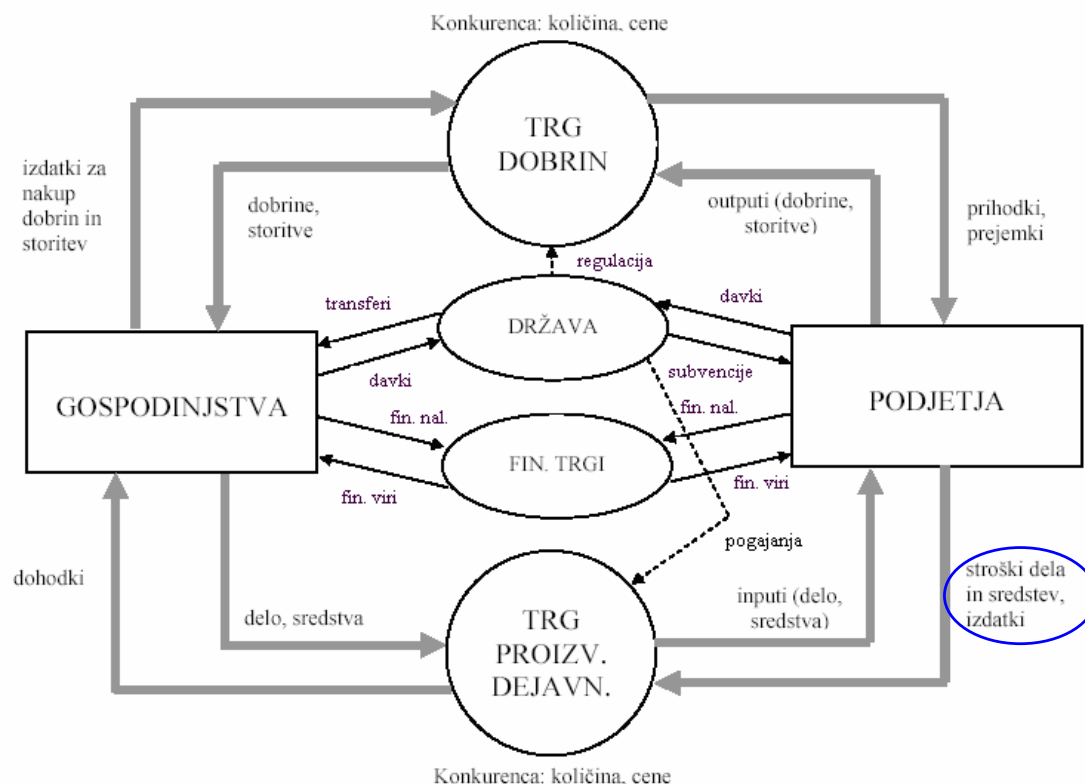 Konkurenca: količina, cene
TRG
DOBRIN
izdatki za
nakup
dobrin in
storitev
dobrine,
storitve
outputi (dobrine,
storitve)
prihodki,
prejemki
regulacija
transferi
davki
DRŽAVA
davki
subvencije
GOSPODINJSTVA
PODJETJA
fin. nal.
fin. nal.
FIN. TRGI
fin. viri
fin. viri
pogajanja
dohodki
delo, sredstva
TRG
PROIZV.
DEJAVN.
inputi (delo,
sredstva)
stroški dela
in sredstev,
izdatki
Konkurenca: količina, cene